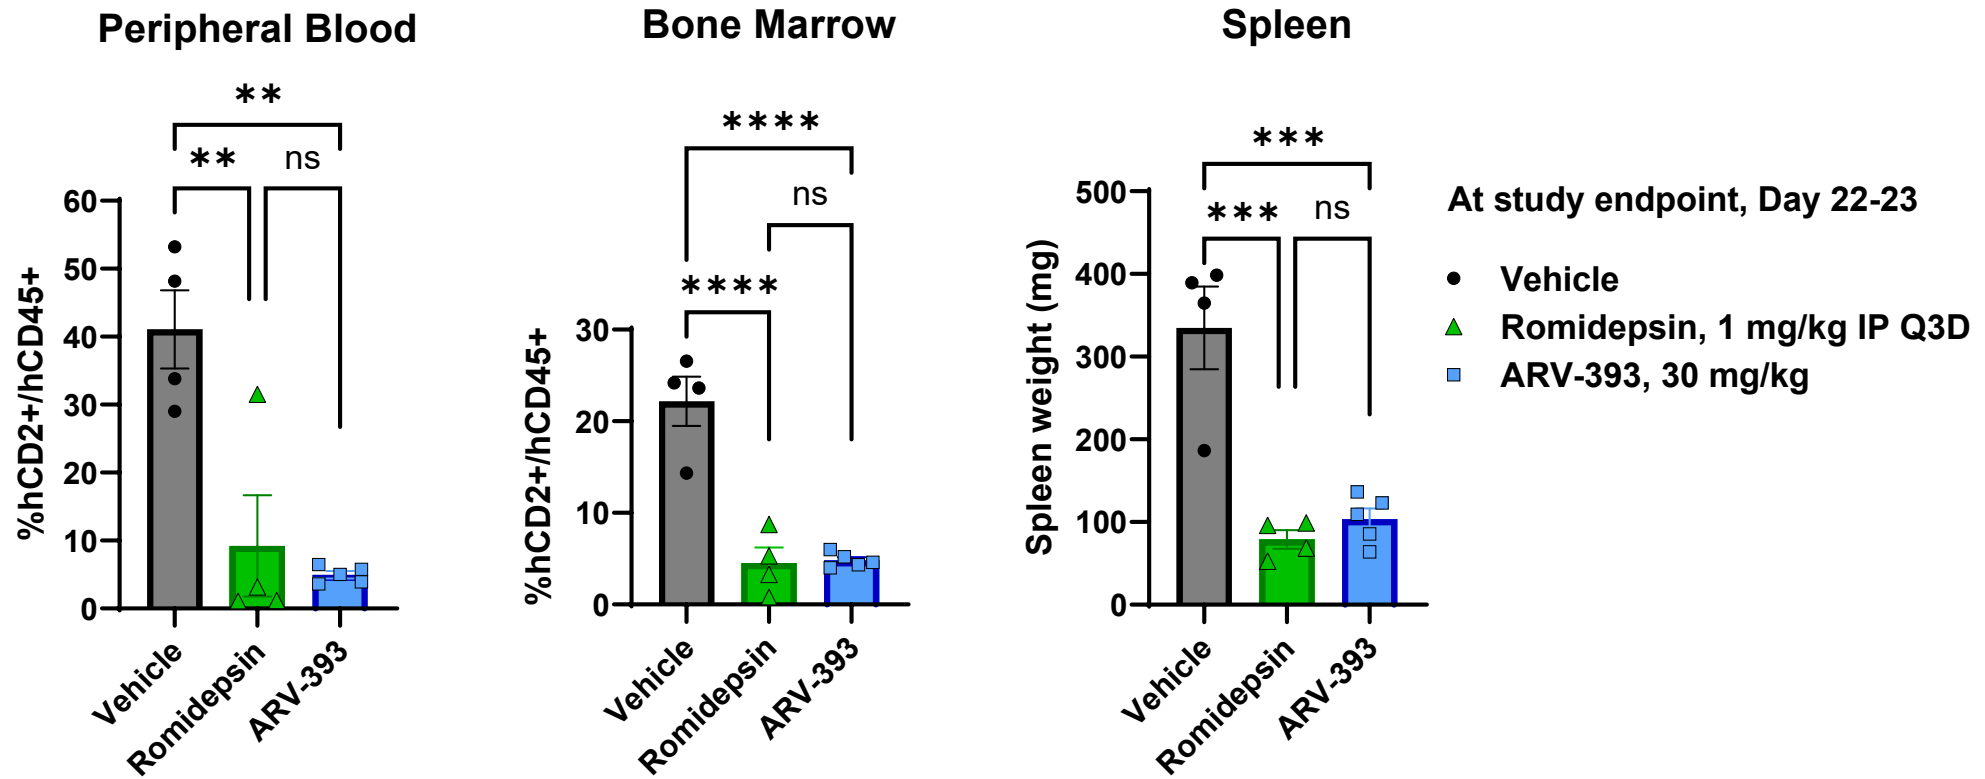 Peripheral Blood
**
** ns
60
50
40
30
20
10
0
%hCD2+/hCD45+
Vehicle
Romidepsin
ARV-393
Bone Marrow
****
ns
****
30
20
10
0
%hCD2+/hCD45+
Vehicle
Romidepsin
ARV-393
Spleen
***
*** ns
500
400
300
200
100
0
Spleen weight (mg)
Vehicle
Romidepsin
ARV-393
At study endpoint, Day 22-23
Vehicle
Romidepsin, 1 mg/kg IP Q3D
ARV-393, 30 mg/kg